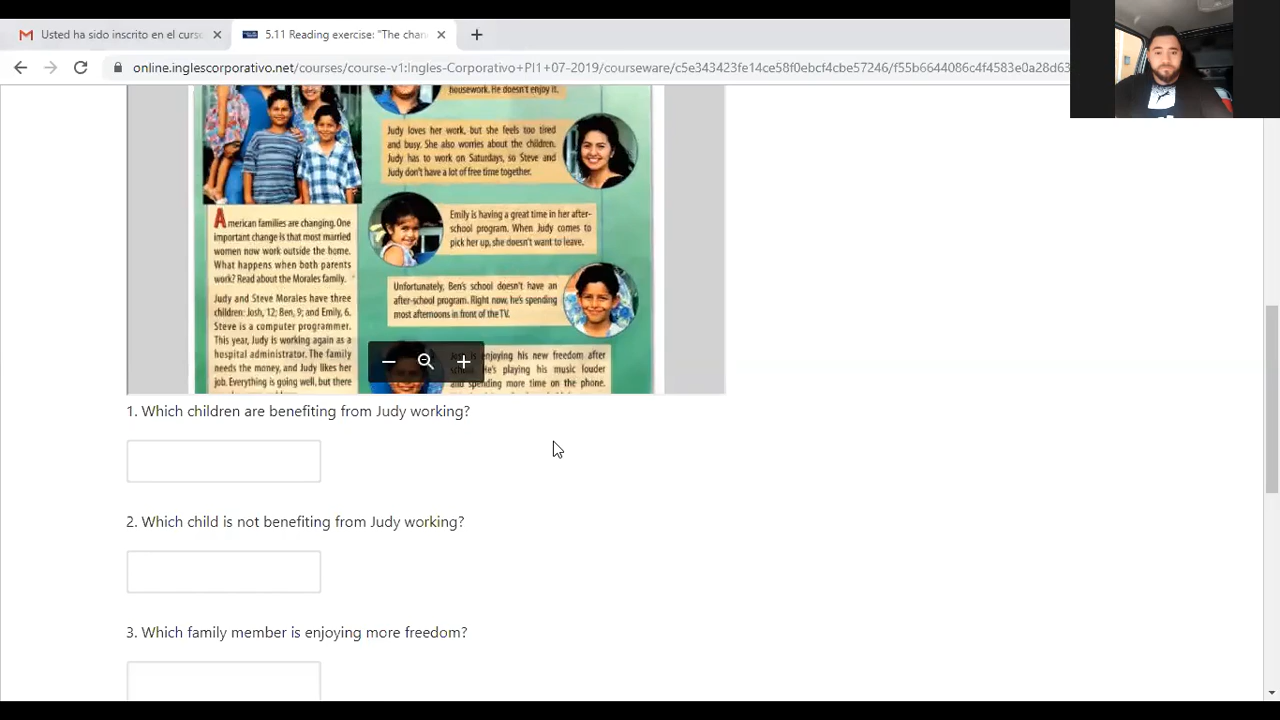 Usted ha sido inscrito en el curso
5.11 Reading exercise: "The chan
online.inglescorporativo.net/courses/course-v1:Ingles-Corporativo+PI1+07-2019/courseware/c5e343423fe14ce58f0ebcf4cbe57246/f55b6644086c4f4583e0a28d63
housework. He doesn't enjoy it.
Judy loves her work, but she feels too tired
and busy. She also worries about the children.
Judy has to work on Saturdays, so Steve and
Judy don't have a lot of free time together.
Emily is having a great time in her after-
school program. When Judy comes to
pick her up, she doesn't want to leave.
Unfortunately, Ben's school doesn't have an
after-school program. Right now, he's spending
most afternoons in front of the TV.
is enjoying his new freedom after
He's playing his music louder
and spending more time on the phone.
American families are changing. One
important change is that most married
women now work outside the home.
What happens when both parents
work? Read about the Morales family.
Judy and Steve Morales have three
children: Josh, 12; Ben, 9; and Emily, 6.
Steve is a computer programmer.
This year, Judy is working again as a
hospital administrator. The family
needs the money, and Judy likes her
job. Everything is going well, but there
1. Which children are benefiting from Judy working?
2. Which child is not benefiting from Judy working?
3. Which family member is enjoying more freedom?